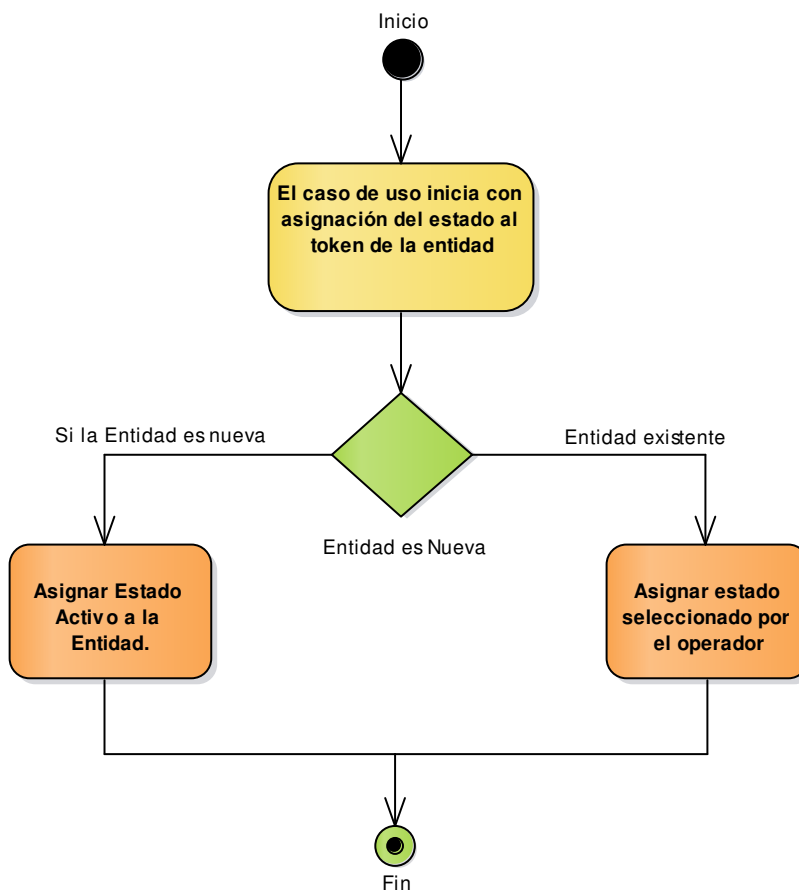 Inicio
El caso de uso inicia con
asignación del estado al
token de la entidad
Si la Entidad es nueva
Entidad existente
Entidad es Nueva
Asignar Estado
Activo a la
Entidad.
Asignar estado
seleccionado por
el operador
Fin